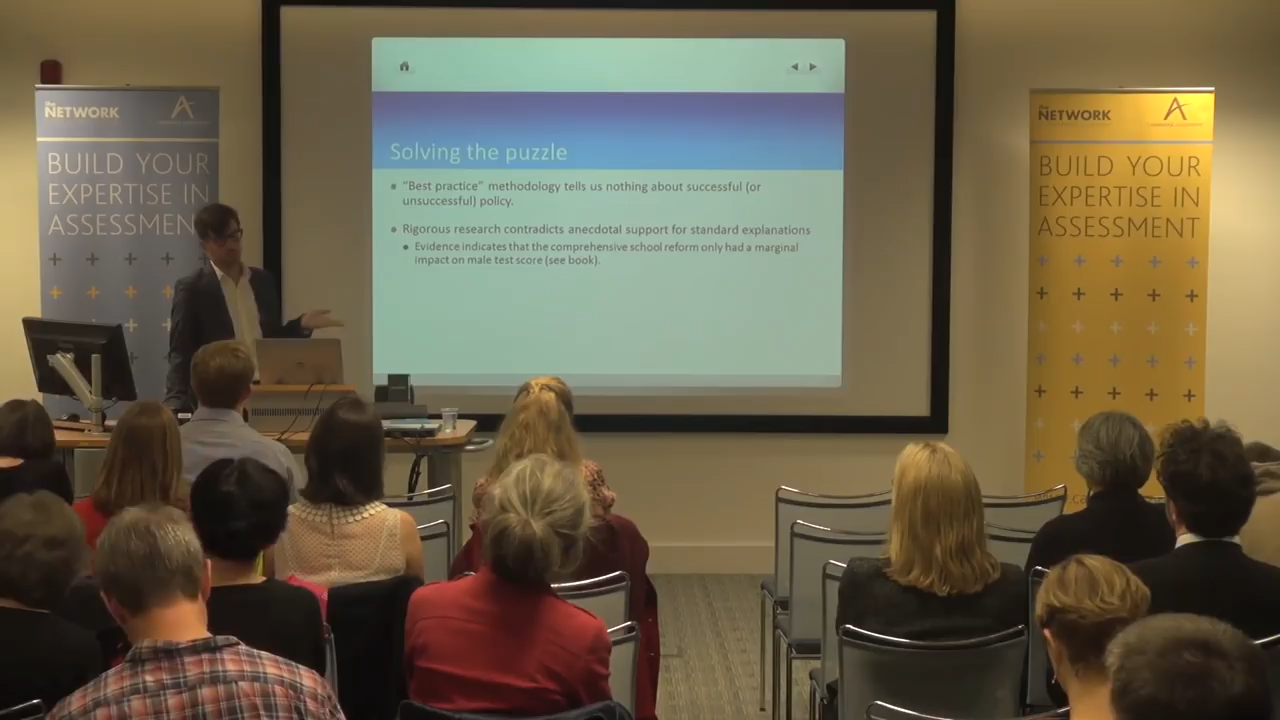 the
NETWORK
BUILD YOUR
EXPERTISE IN
ASSESSMENT
Solving the puzzle
“Best practice” methodology tells us nothing about successful (or
unsuccessful) policy.
Rigorous research contradicts anecdotal support for standard explanations
Evidence indicates that the comprehensive school reform only had a marginal
impact on male test score (see book).
the
NETWORK
BUILD YOUR
EXPERTISE IN
ASSESSMENT